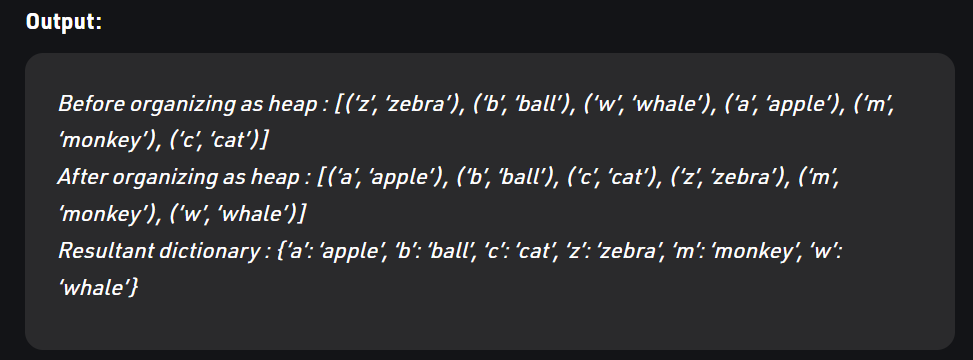 Output:
Before organizing as heap : [(‘z’, ‘zebra’), (‘b’, ‘ball’), (‘w’, ‘whale’), (‘a’, ‘apple’), (‘m’,
‘monkey’), (‘c’, ‘cat’)]
After organizing as heap : [(‘a’, ‘apple’), (‘b’, ‘ball’), (‘c’, ‘cat’), (‘z’, ‘zebra’), (‘m’,
‘monkey’), (‘w’, ‘whale’)]
Resultant dictionary : {‘a’: ‘apple’, ‘b’: ‘ball’, ‘c’: ‘cat’, ‘z’: ‘zebra’, ‘m’: ‘monkey’, ‘w’:
‘whale’}